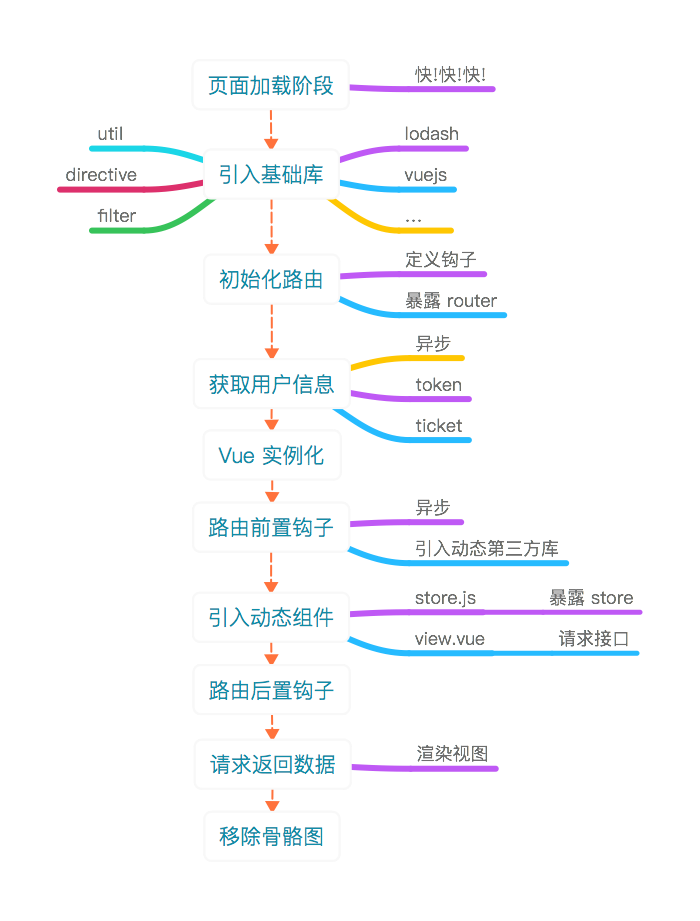 页面加载阶段
快!快!快!
util
directive
filter
引入基础库
lodash
vuejs
...
初始化路由
定义钩子
暴露 router
获取用户信息
异步
token
ticket
Vue 实例化
路由前置钩子
异步
引入动态第三方库
引入动态组件
store.js
暴露 store
view.vue
请求接口
路由后置钩子
请求返回数据
渲染视图
移除骨骼图